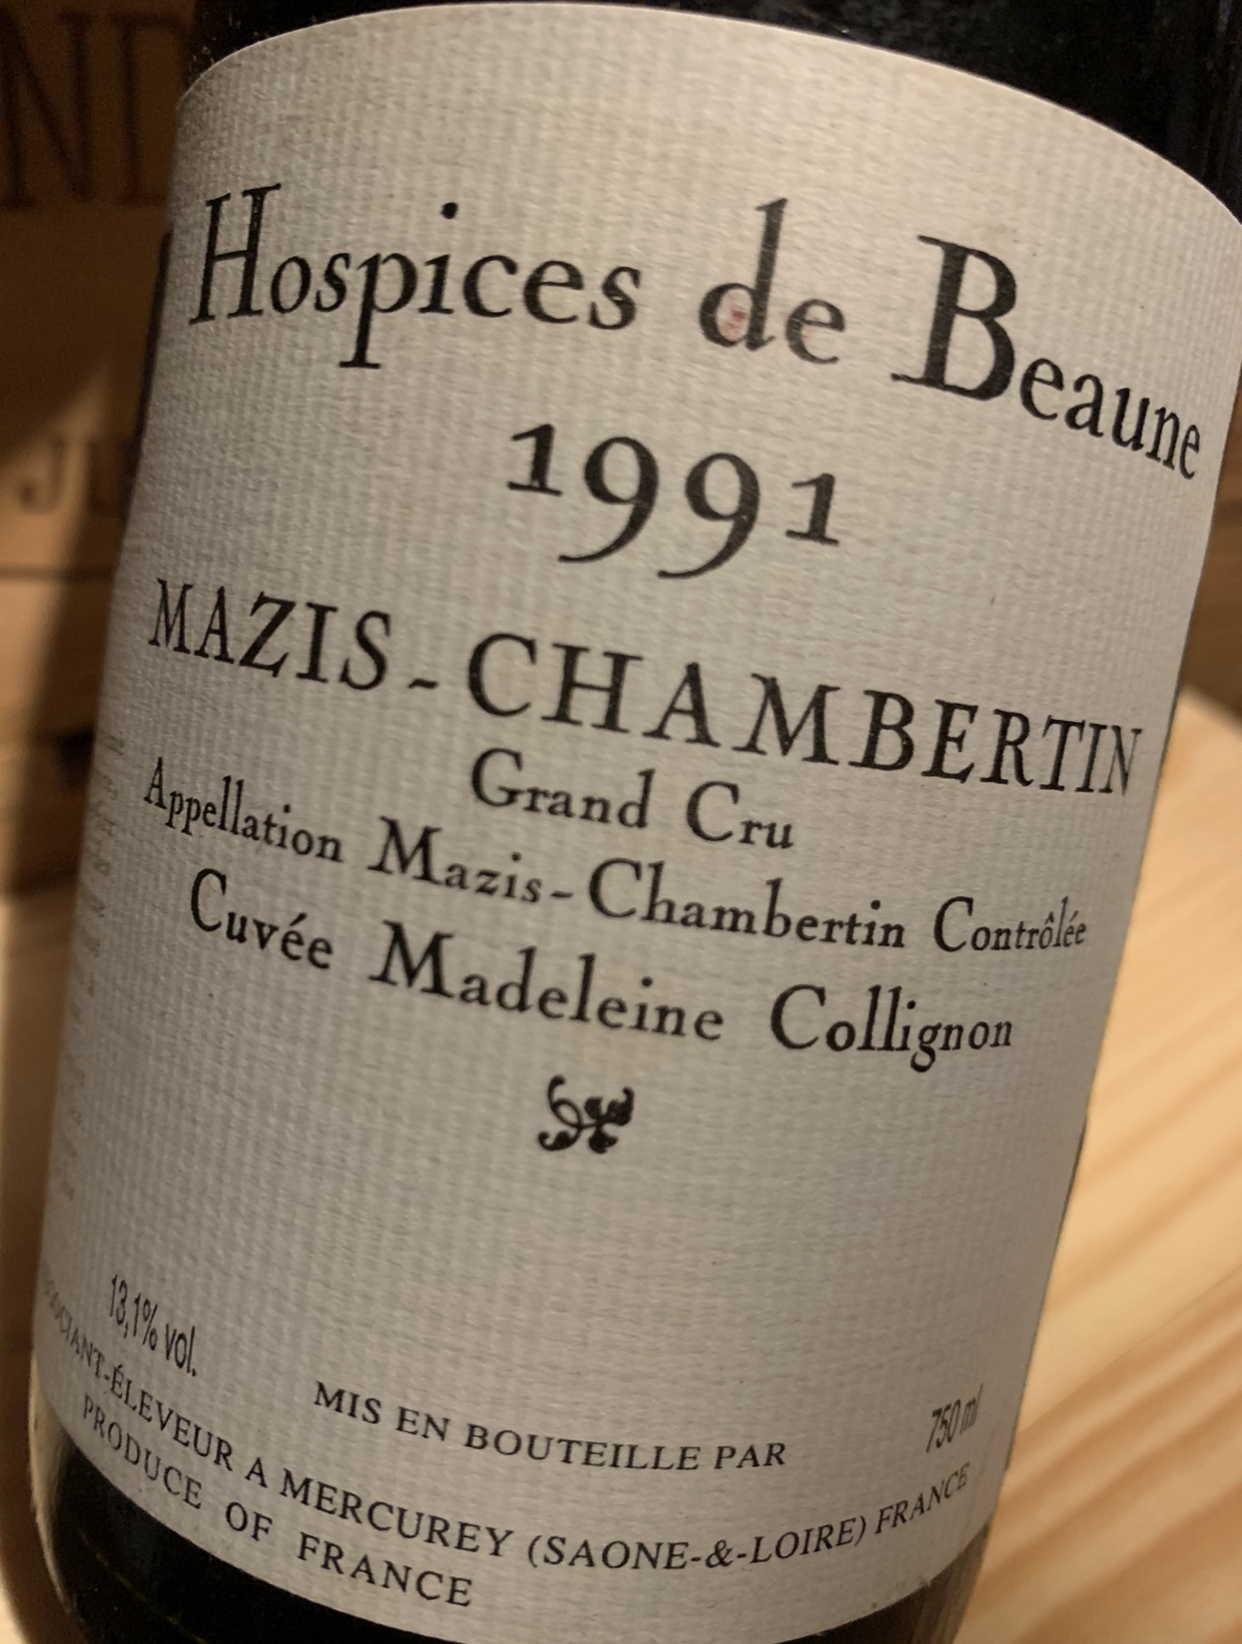 Hospices de Beaune
1991
MAZIS-CHAMBERTIN
Grand Cru
Appellation Mazis-Chambertin Contrôlée
Cuvée Madeleine Collignon
13,1% vol.
MIS EN BOUTEILLE PAR
750 ml
ÉLEVEUR A MERCUREY (SAONE-&-LOIRE) FRANCE
PRODUCE OF FRANCE